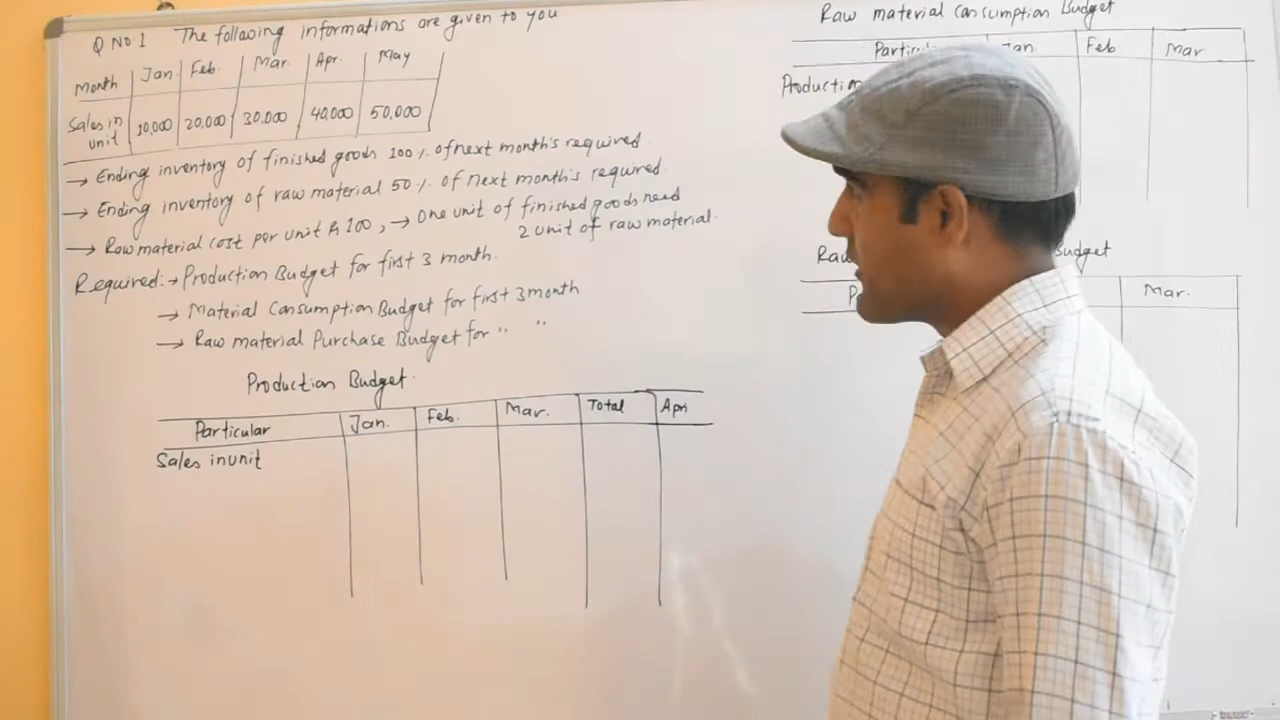 Q No.1 The following informations are given to you
Month Jan. Feb. Mar. Apr. May
Sales in unit 10,000 20,000 30,000 40,000 50,000
→ Ending inventory of finished goods 100% of next month's required.
→ Ending inventory of raw material 50% of next month's required.
→ Raw material cost per unit Rs 100, → One unit of finished goods need
2 unit of raw material.
Required:→ Production Budget for first 3 month.
→ Material Consumption Budget for first 3 month
→ Raw material Purchase Budget for " "
Production Budget.
Particular Jan. Feb. Mar. Total Apr
Sales in unit
Raw material Consumption Budget
Jan Feb Mar
Production
Budget
Mar.